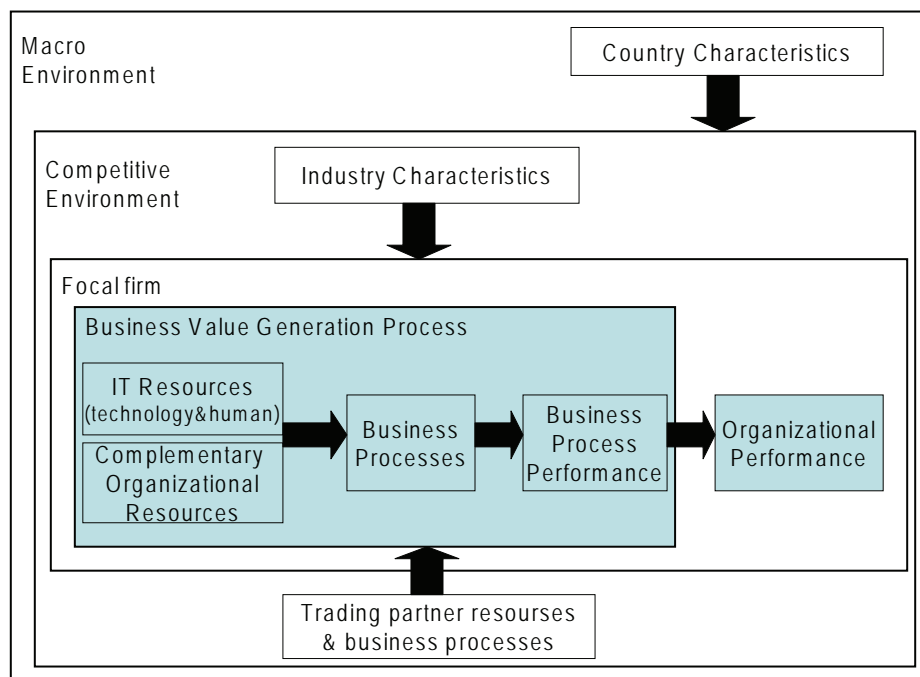 Macro
Environment
Country Characteristics
Competitive
Environment
Industry Characteristics
Focal firm
Business Value Generation Process
IT Resources
(technology&human)
Complementary
Organizational
Resources
Business
Processes
Business
Process
Performance
Organizational
Performance
Trading partner resourses
& business processes